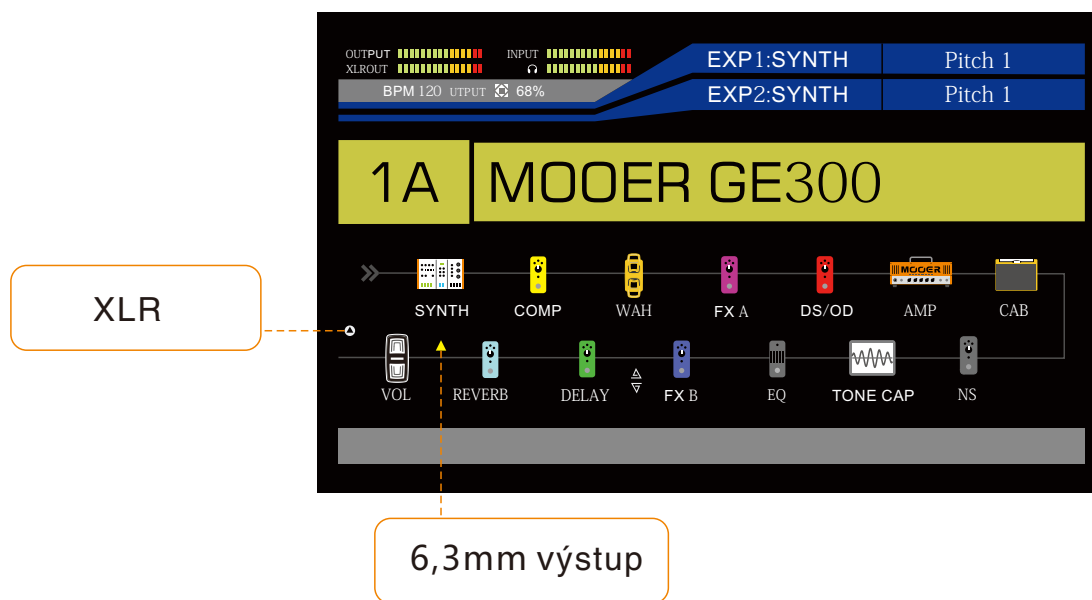 OUTPUT INPUT
XLROUT
BPM 120 UTPUT 68%
EXP1:SYNTH Pitch 1
EXP2:SYNTH Pitch 1
1A MOOER GE300
MOOER
SYNTH COMP WAH FX A DS/OD AMP CAB
XLR
VOL REVERB DELAY FX B EQ TONE CAP NS
6,3mm výstup